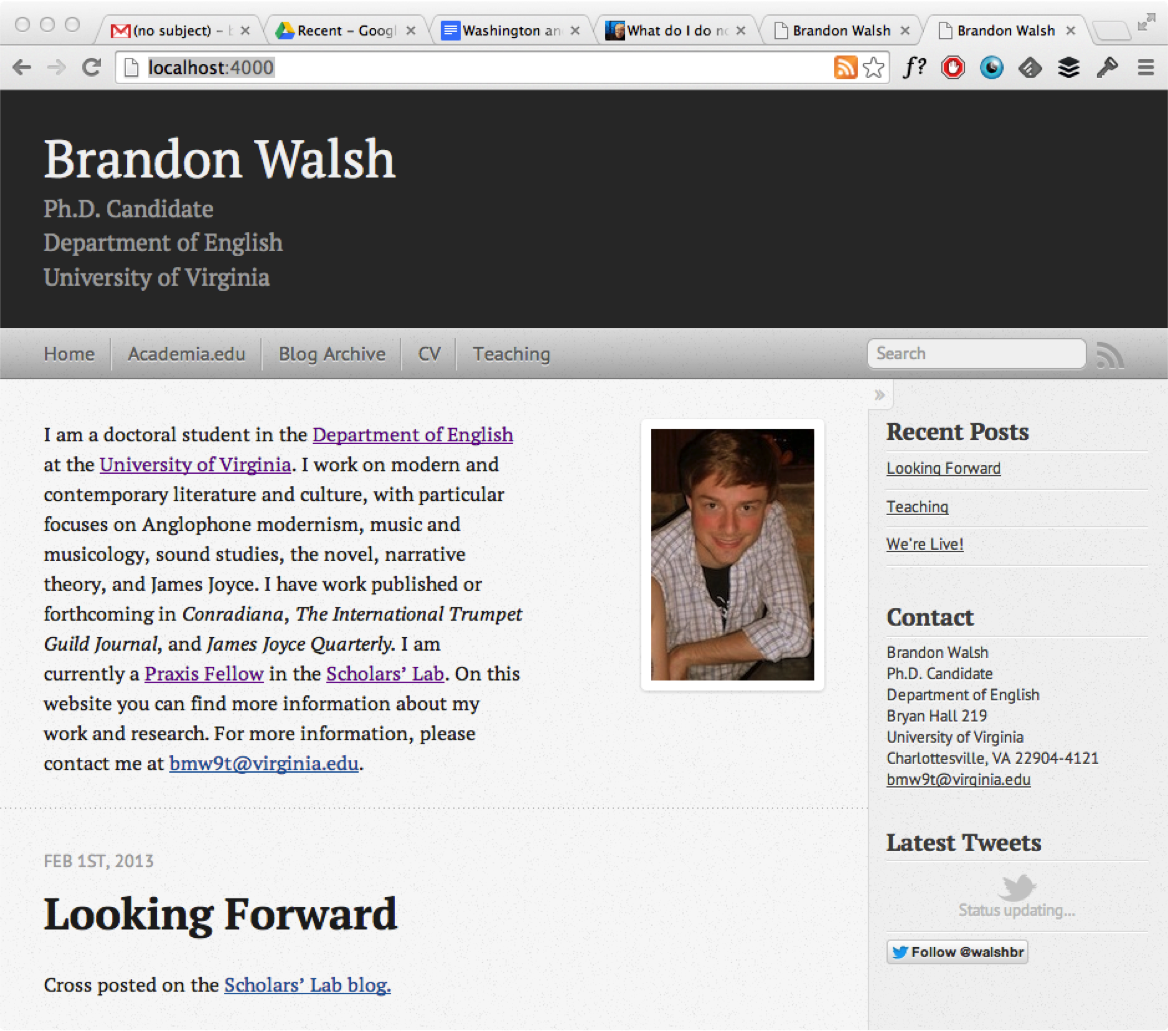 (no subject) – b
Recent – Googl
Washington an
What do I do no
Brandon Walsh
Brandon Walsh
localhost:4000
f?
Brandon Walsh
Ph.D. Candidate
Department of English
University of Virginia
Home
Academia.edu
Blog Archive
CV
Teaching
Search
»
I am a doctoral student in the Department of English
at the University of Virginia. I work on modern and
contemporary literature and culture, with particular
focuses on Anglophone modernism, music and
musicology, sound studies, the novel, narrative
theory, and James Joyce. I have work published or
forthcoming in Conradiana, The International Trumpet
Guild Journal, and James Joyce Quarterly. I am
currently a Praxis Fellow in the Scholars’ Lab. On this
website you can find more information about my
work and research. For more information, please
contact me at bmw9t@virginia.edu.
FEB 1ST, 2013
Looking Forward
Cross posted on the Scholars’ Lab blog.
Recent Posts
Looking Forward
Teaching
We're Live!
Contact
Brandon Walsh
Ph.D. Candidate
Department of English
Bryan Hall 219
University of Virginia
Charlottesville, VA 22904-4121
bmw9t@virginia.edu
Latest Tweets
Status updating...
Follow @walshbr